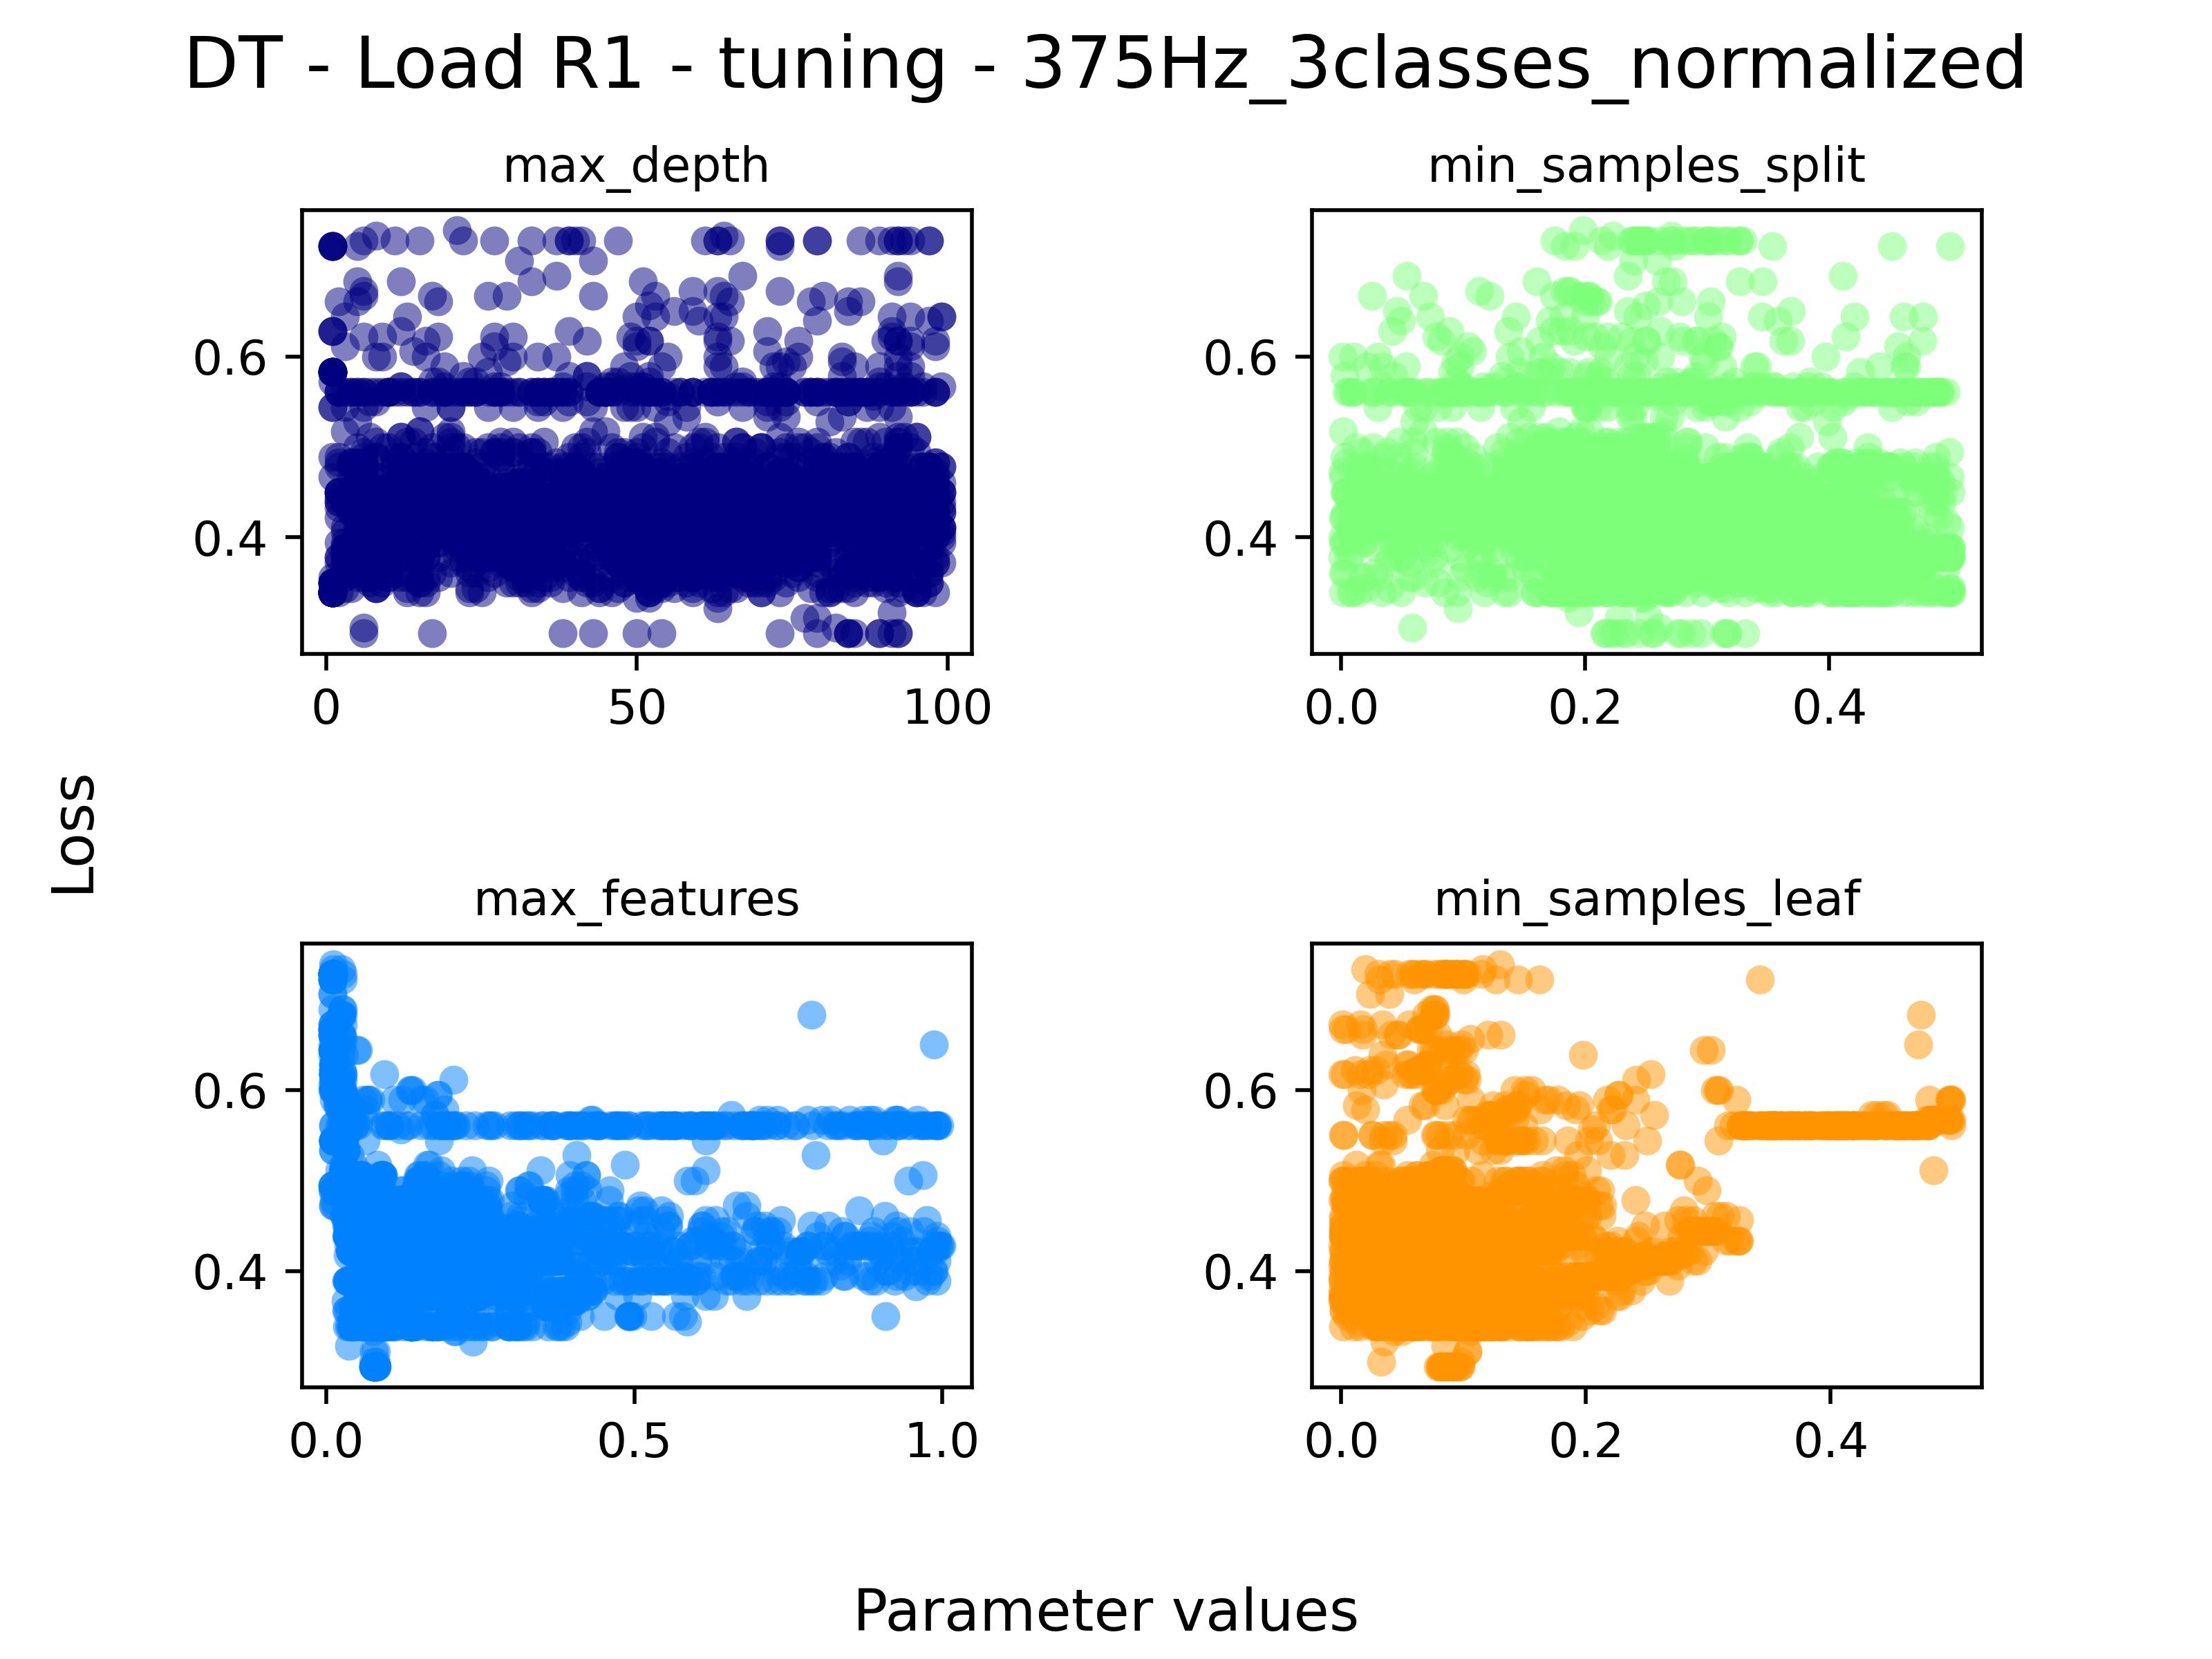 DT - Load R1 - tuning - 375Hz_3classes_normalized
max_depth
min_samples_split
0.6
0.4
0 50 100
0.6
0.4
0.0 0.2 0.4
Loss
max_features
min_samples_leaf
0.6
0.4
0.0 0.5 1.0
0.6
0.4
0.0 0.2 0.4
Parameter values